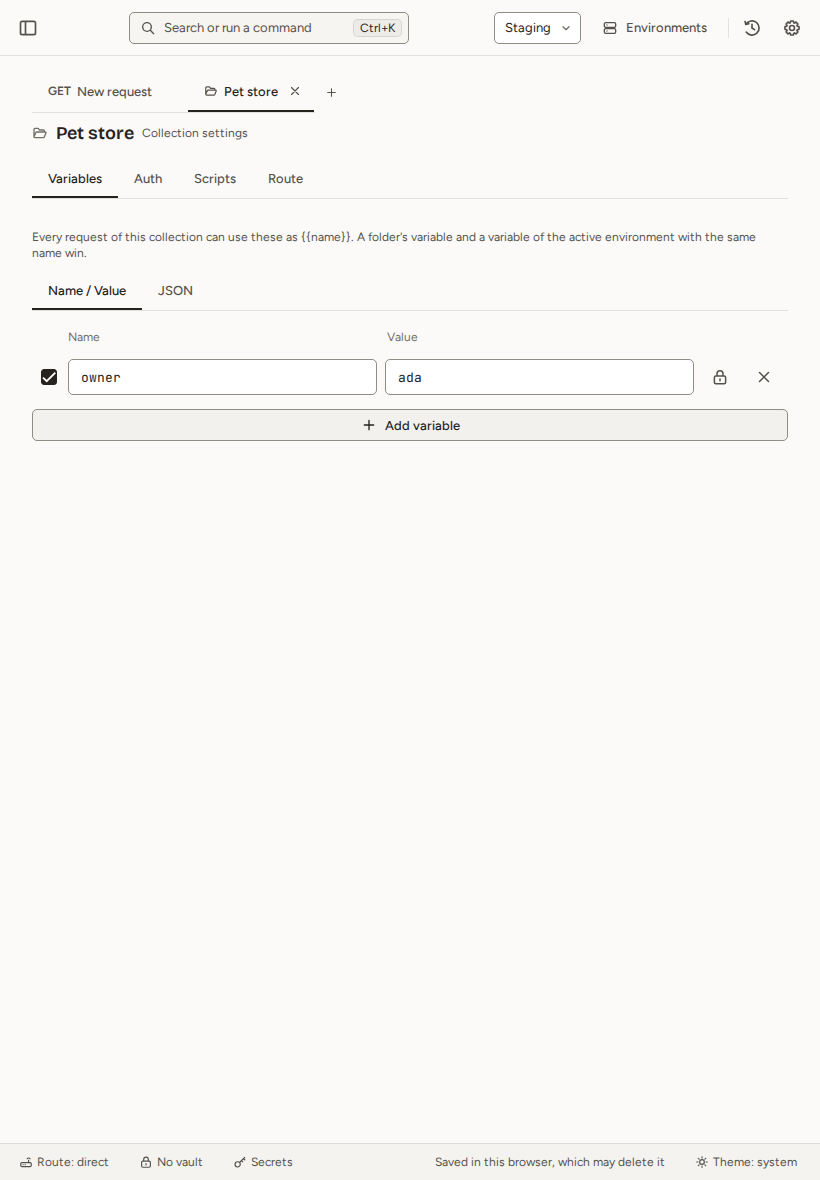 Search or run a command Ctrl+K Staging Environments
GET New request Pet store
Pet store Collection settings
Variables Auth Scripts Route
Every request of this collection can use these as {{name}}. A folder's variable and a variable of the active environment with the same
name win.
Name / Value JSON
Name Value
owner ada
Add variable
Route: direct No vault Secrets Saved in this browser, which may delete it Theme: system